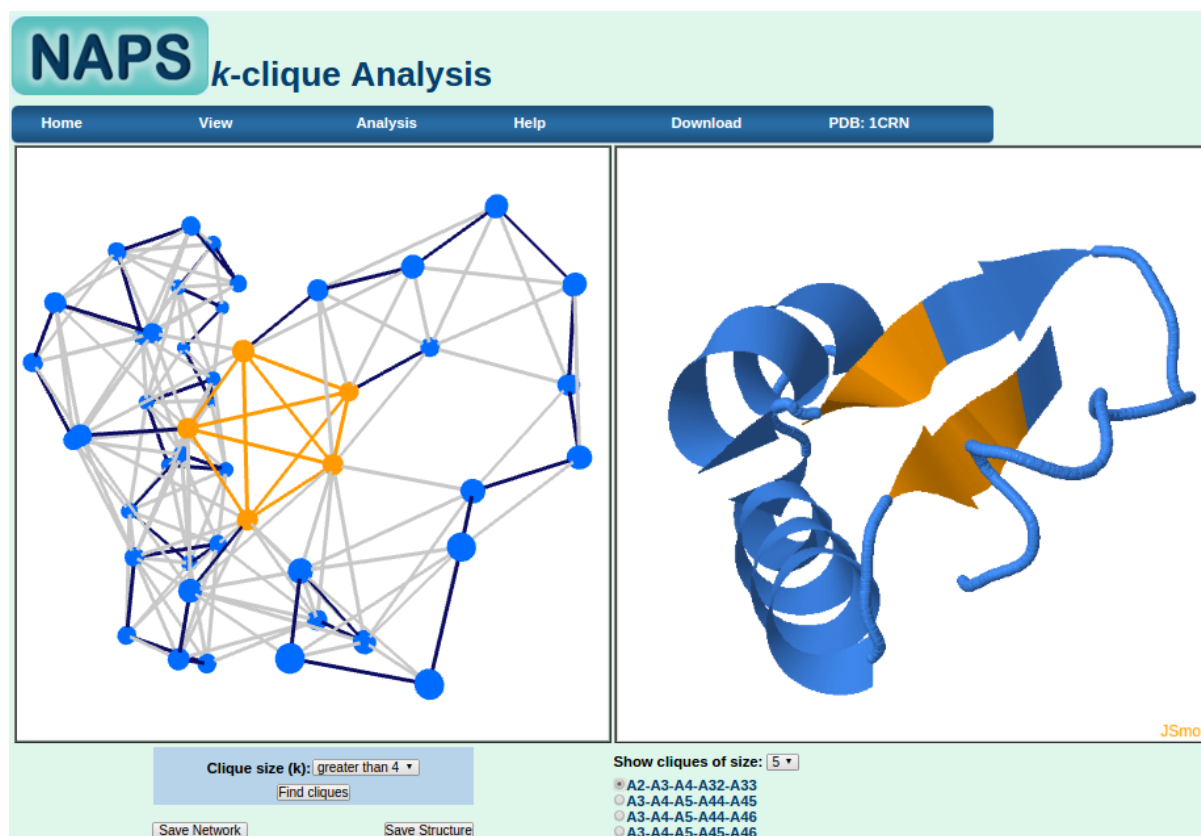 NAPS k-clique Analysis
Home View Analysis Help Download PDB: 1CRN
JSmo
Clique size (k): greater than 4
Find cliques
Save Network Save Structure
Show cliques of size: 5
A2-A3-A4-A32-A33
A3-A4-A5-A44-A45
A3-A4-A5-A44-A46
A3-A4-A5-A45-A46